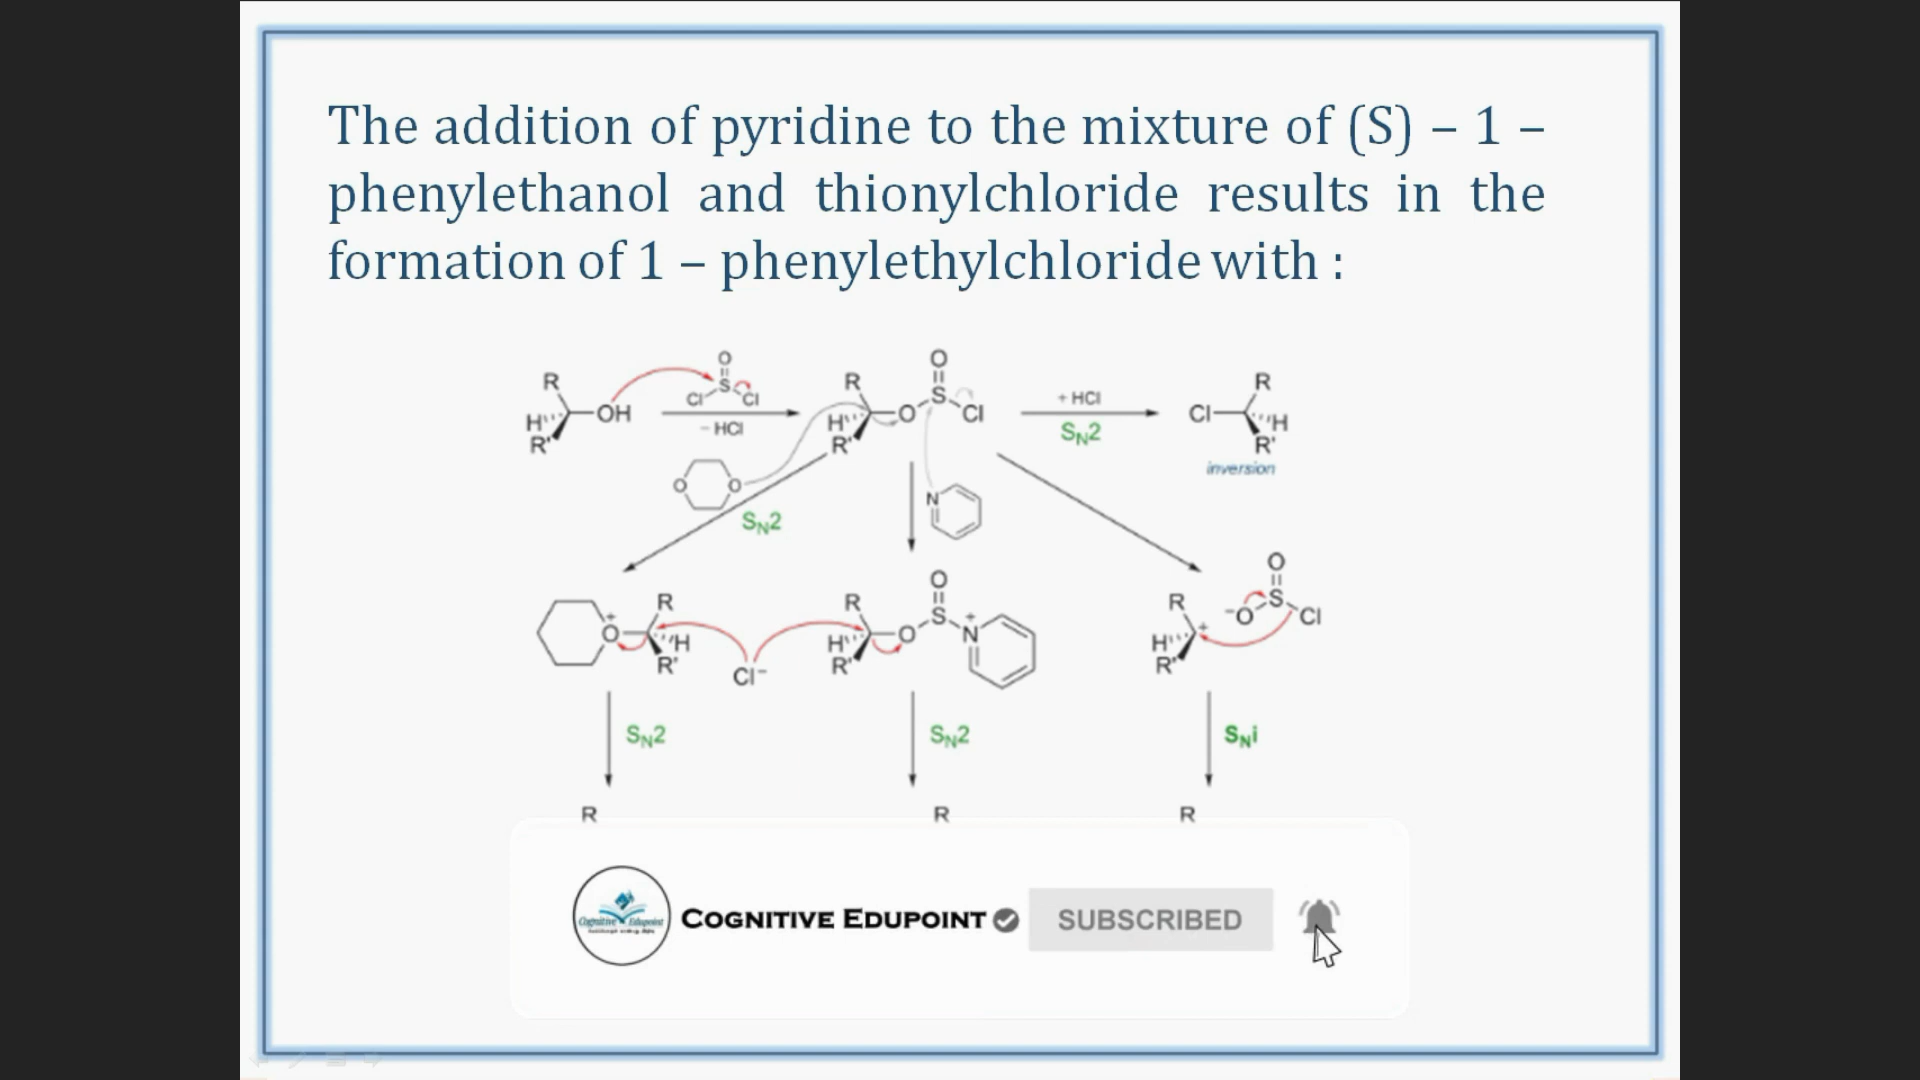 The addition of pyridine to the mixture of (S) – 1 –
phenylethanol and thionylchloride results in the
formation of 1 – phenylethylchloride with :
O
S
Cl Cl
R
H OH
R'
– HCl
R O
S
H O Cl
R'
+ HCl
SN2
R
Cl H
R'
inversion
O O
SN2
N
O+ R
H
R'
Cl–
R O
S
H O N+
R'
R
H +
R'
O
S
–O Cl
SN2
SN2
SNi
R
R
R
Cognitive Edupoint
COGNITIVE EDUPOINT
SUBSCRIBED